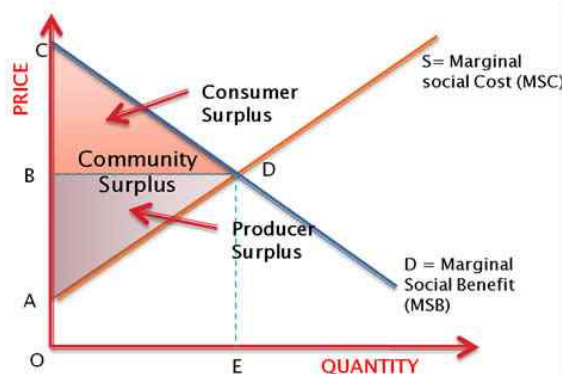 C
PRICE
S= Marginal
social Cost (MSC)
Consumer
Surplus
Community
Surplus
B
D
Producer
Surplus
D = Marginal
Social Benefit
(MSB)
A
O
E
QUANTITY